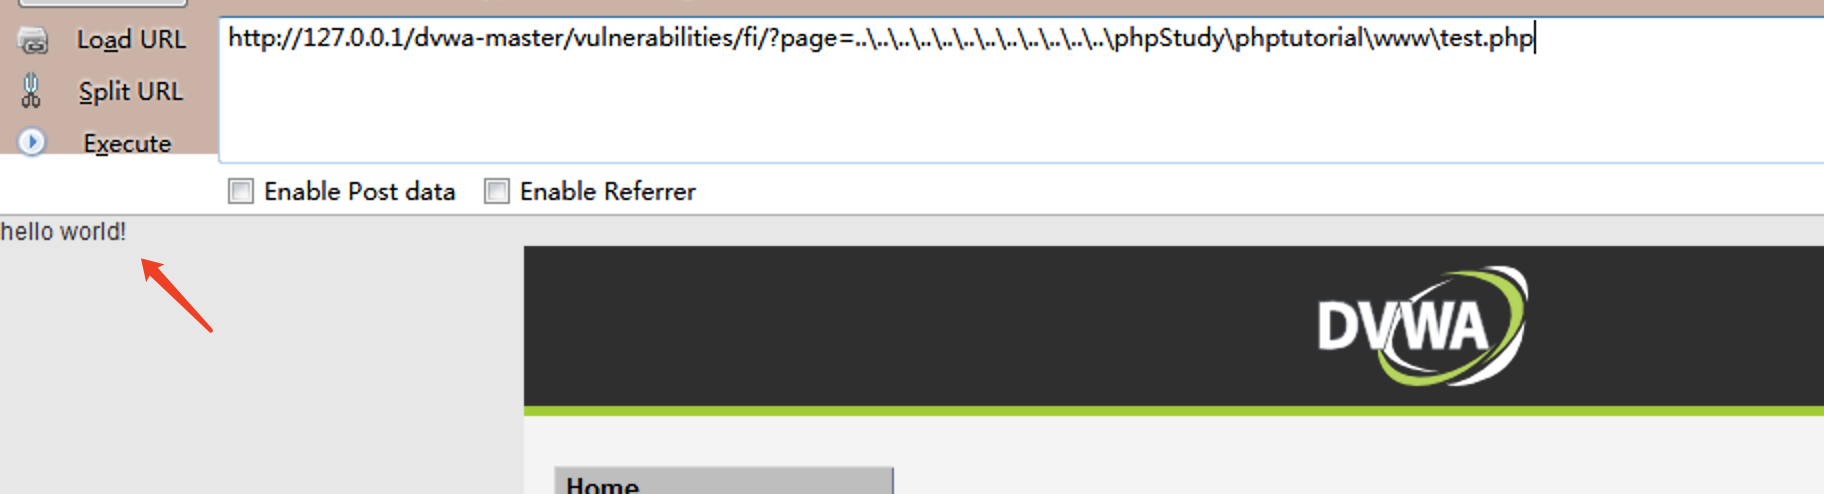 Load URL
http://127.0.0.1/dvwa-master/vulnerabilities/fi/?page=..\..\..\..\..\..\..\..\..\..\..\..\phpStudy\phptutorial\www\test.php
Split URL
Execute
Enable Post data
Enable Referrer
hello world!
DVWA
Home